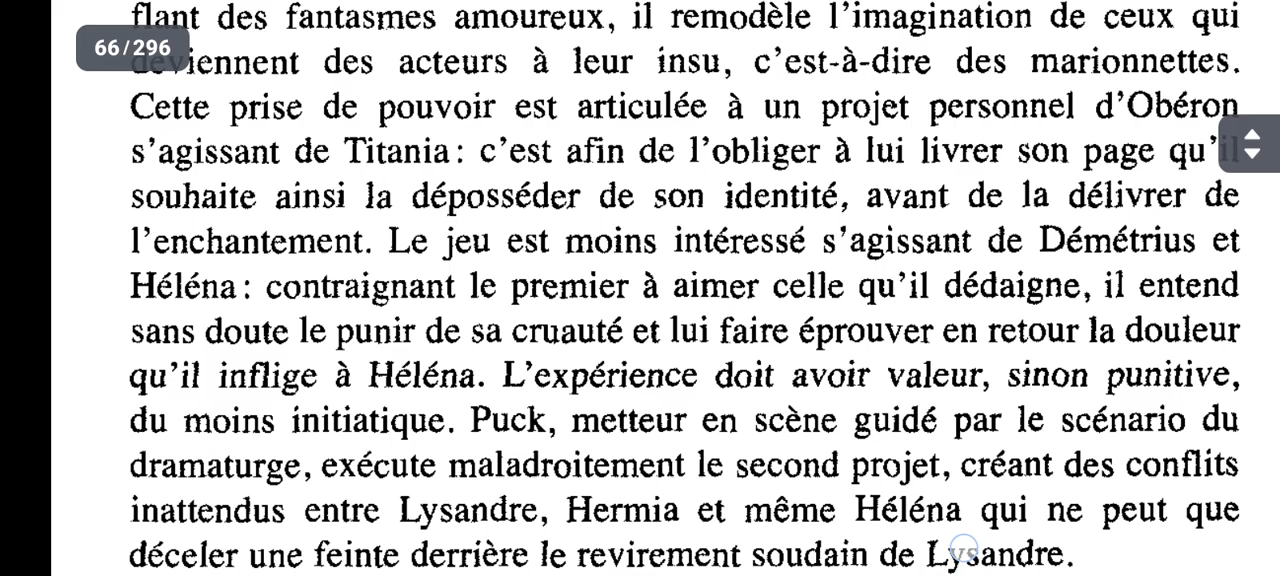 flant des fantasmes amoureux, il remodèle l'imagination de ceux qui
66/296
deviennent des acteurs à leur insu, c'est-à-dire des marionnettes.
Cette prise de pouvoir est articulée à un projet personnel d'Obéron
s'agissant de Titania : c'est afin de l'obliger à lui livrer son page qu'il
souhaite ainsi la déposséder de son identité, avant de la délivrer de
l'enchantement. Le jeu est moins intéressé s'agissant de Démétrius et
Héléna : contraignant le premier à aimer celle qu'il dédaigne, il entend
sans doute le punir de sa cruauté et lui faire éprouver en retour la douleur
qu'il inflige à Héléna. L'expérience doit avoir valeur, sinon punitive,
du moins initiatique. Puck, metteur en scène guidé par le scénario du
dramaturge, exécute maladroitement le second projet, créant des conflits
inattendus entre Lysandre, Hermia et même Héléna qui ne peut que
déceler une feinte derrière le revirement soudain de Lysandre.